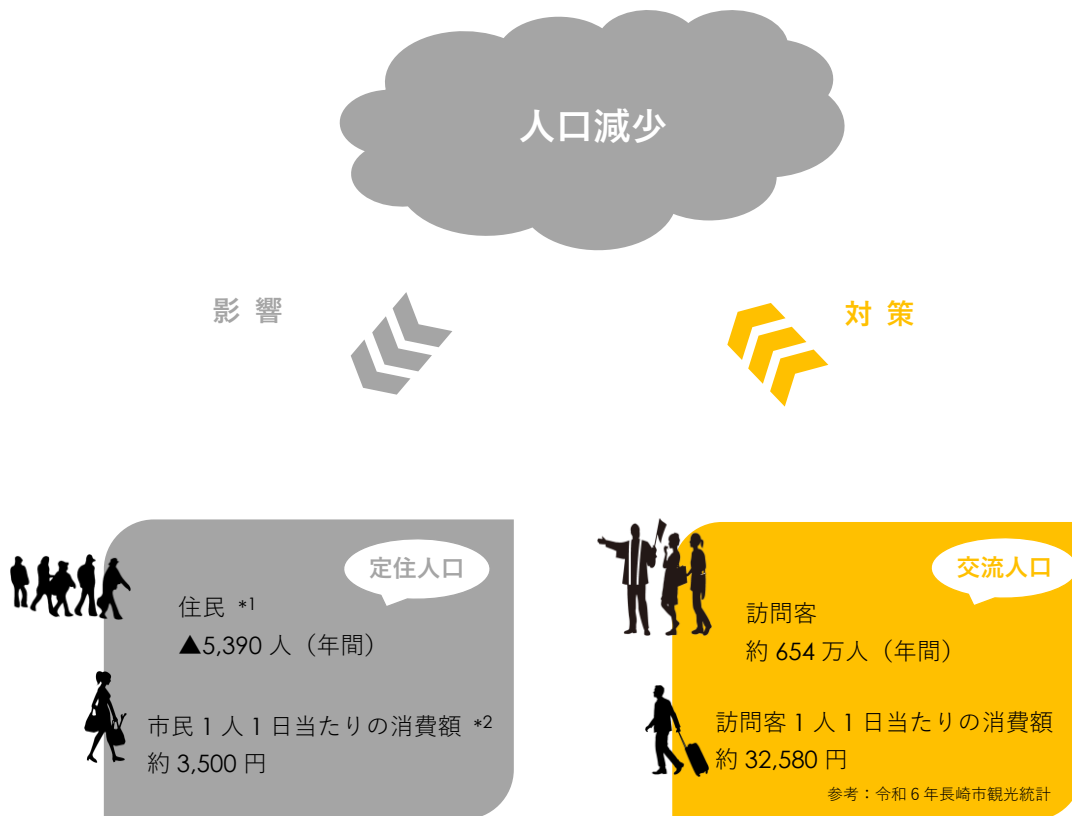 人口減少
影 響
対 策
定住人口
住民 *1
▲5,390 人（年間）
市民 1 人 1 日当たりの消費額 *2
約 3,500 円
交流人口
訪問客
約 654 万人（年間）
訪問客 1 人 1 日当たりの消費額
約 32,580 円
参考：令和 6 年長崎市観光統計